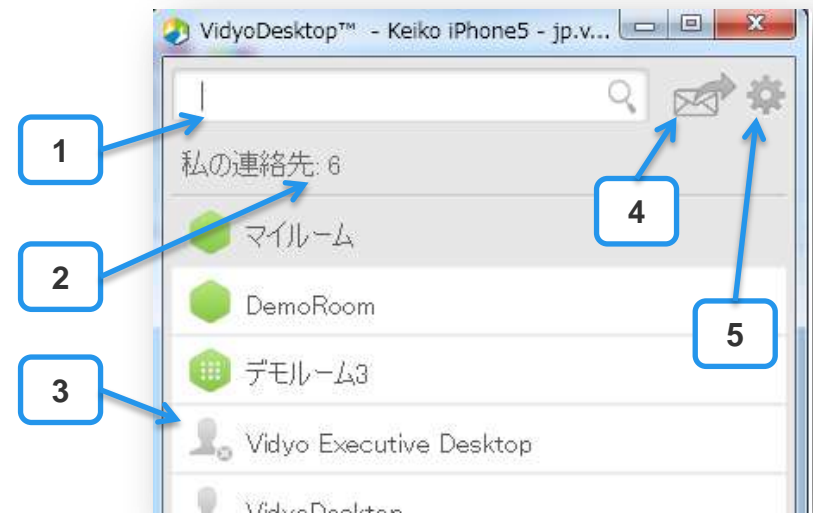 VidyoDesktop™ - Keiko iPhone5 - jp.v...
1
私の連絡先: 6
4
マイルーム
2
DemoRoom
5
デモルーム3
3
Vidyo Executive Desktop
VidyoDesktop